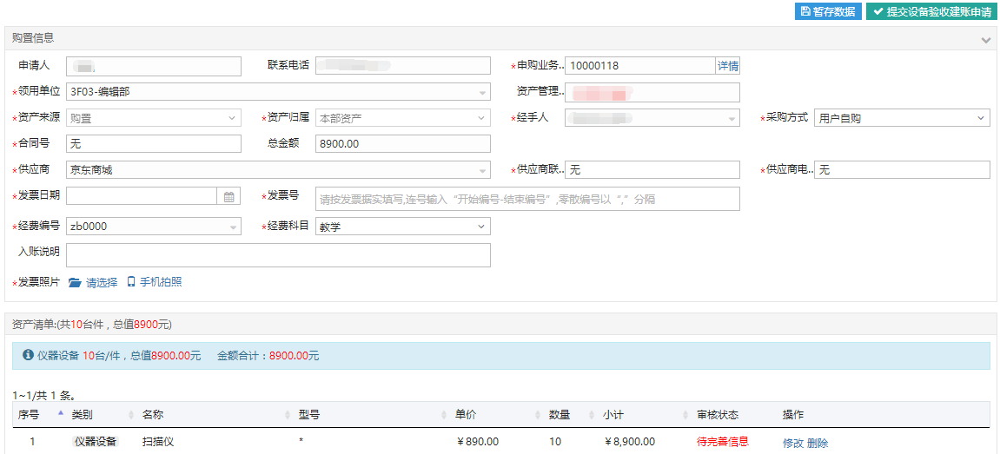 暂存数据 提交设备验收建账申请
购置信息
申请人 联系电话 *申购业务.. 10000118 详情
*领用单位 3F03-编辑部 资产管理..
*资产来源 购置 *资产归属 本部资产 *经手人 *采购方式 用户自购
*合同号 无 总金额 8900.00
*供应商 京东商城 *供应商联.. 无 *供应商电.. 无
*发票日期 *发票号 请按发票据实填写,连号输入“开始编号-结束编号”,零散编号以“,”分隔
*经费编号 zb0000 *经费科目 教学
入账说明
*发票照片 请选择 手机拍照
资产清单:(共10台件，总值8900元)
仪器设备 10台/件，总值8900.00元 金额合计：8900.00元
1~1/共 1 条。
序号 类别 名称 型号 单价 数量 小计 审核状态 操作
1 仪器设备 扫描仪 * ￥890.00 10 ￥8,900.00 待完善信息 修改 删除